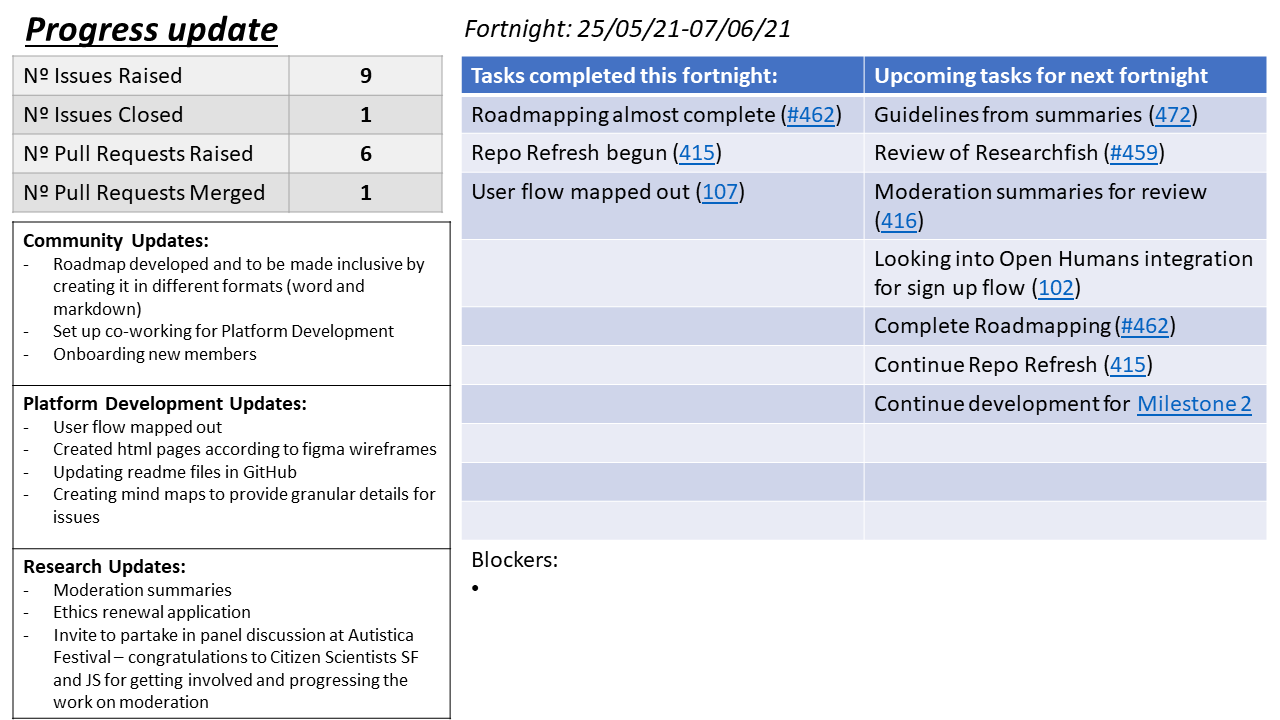 Progress update
Fortnight: 25/05/21-07/06/21
Nº Issues Raised 9
Nº Issues Closed 1
Nº Pull Requests Raised 6
Nº Pull Requests Merged 1
Community Updates:
- Roadmap developed and to be made inclusive by
creating it in different formats (word and
markdown)
- Set up co-working for Platform Development
- Onboarding new members
Platform Development Updates:
- User flow mapped out
- Created html pages according to figma wireframes
- Updating readme files in GitHub
- Creating mind maps to provide granular details for
issues
Research Updates:
- Moderation summaries
- Ethics renewal application
- Invite to partake in panel discussion at Autistica
Festival – congratulations to Citizen Scientists SF
and JS for getting involved and progressing the
work on moderation
Tasks completed this fortnight: Upcoming tasks for next fortnight
Roadmapping almost complete (#462) Guidelines from summaries (472)
Repo Refresh begun (415) Review of Researchfish (#459)
User flow mapped out (107) Moderation summaries for review
(416)
Looking into Open Humans integration
for sign up flow (102)
Complete Roadmapping (#462)
Continue Repo Refresh (415)
Continue development for Milestone 2
Blockers:
•